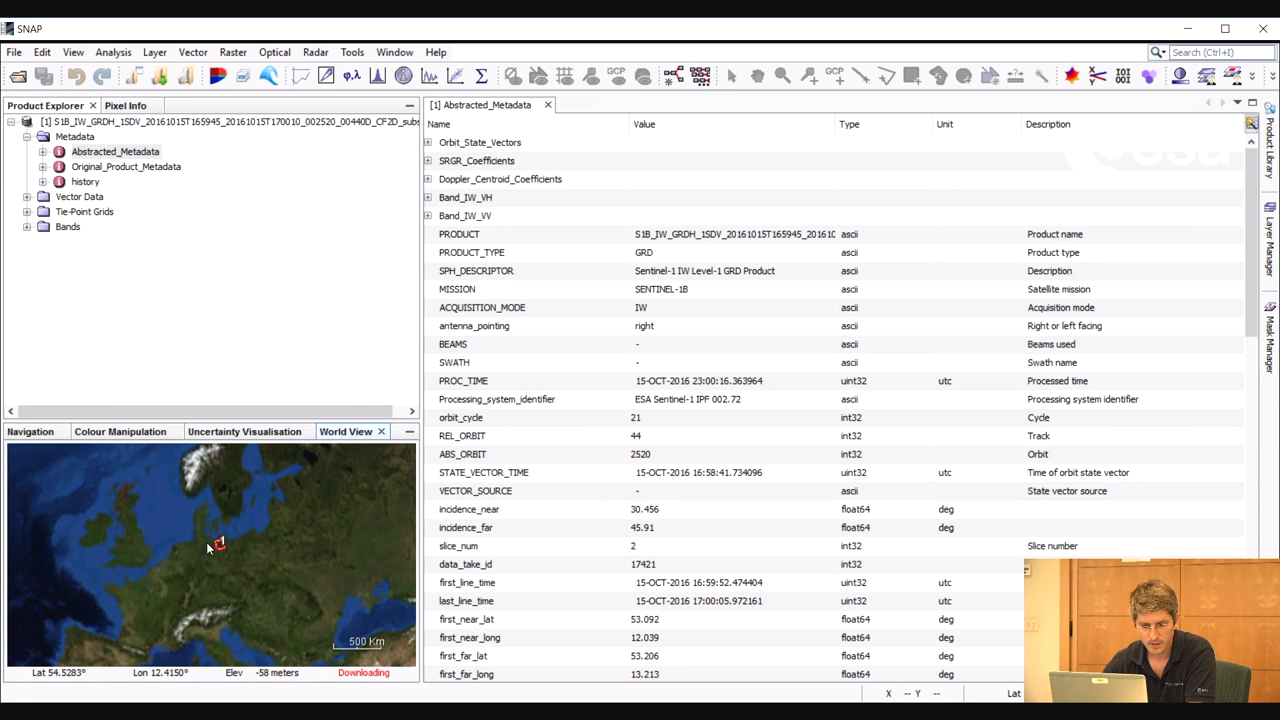 SNAP
File Edit View Analysis Layer Vector Raster Optical Radar Tools Window Help Search (Ctrl+I)
GCP GCP
Product Explorer Pixel Info
[1] S1B_IW_GRDH_1SDV_20161015T165945_20161015T170010_002520_00440D_CF2D_subs
Metadata
Abstracted_Metadata
Original_Product_Metadata
history
Vector Data
Tie-Point Grids
Bands
Navigation Colour Manipulation Uncertainty Visualisation World View
1
500 Km
Lat 54.5283° Lon 12.4150° Elev -58 meters Downloading
[1] Abstracted_Metadata
Name Value Type Unit Description
Orbit_State_Vectors
SRGR_Coefficients
Doppler_Centroid_Coefficients
Band_IW_VH
Band_IW_VV
PRODUCT S1B_IW_GRDH_1SDV_20161015T165945_201610 ascii Product name
PRODUCT_TYPE GRD ascii Product type
SPH_DESCRIPTOR Sentinel-1 IW Level-1 GRD Product ascii Description
MISSION SENTINEL-1B ascii Satellite mission
ACQUISITION_MODE IW ascii Acquisition mode
antenna_pointing right ascii Right or left facing
BEAMS - ascii Beams used
SWATH - ascii Swath name
PROC_TIME 15-OCT-2016 23:00:16.363964 uint32 utc Processed time
Processing_system_identifier ESA Sentinel-1 IPF 002.72 ascii Processing system identifier
orbit_cycle 21 int32 Cycle
REL_ORBIT 44 int32 Track
ABS_ORBIT 2520 int32 Orbit
STATE_VECTOR_TIME 15-OCT-2016 16:58:41.734096 uint32 utc Time of orbit state vector
VECTOR_SOURCE - ascii State vector source
incidence_near 30.456 float64 deg
incidence_far 45.91 float64 deg
slice_num 2 int32 Slice number
data_take_id 17421 int32
first_line_time 15-OCT-2016 16:59:52.474404 uint32 utc
last_line_time 15-OCT-2016 17:00:05.972161 uint32 utc
first_near_lat 53.092 float64 deg
first_near_long 12.039 float64 deg
first_far_lat 53.206 float64 deg
first_far_long 13.213 float64 deg
X -- Y -- Lat
Product Library
Layer Manager
Mask Manager